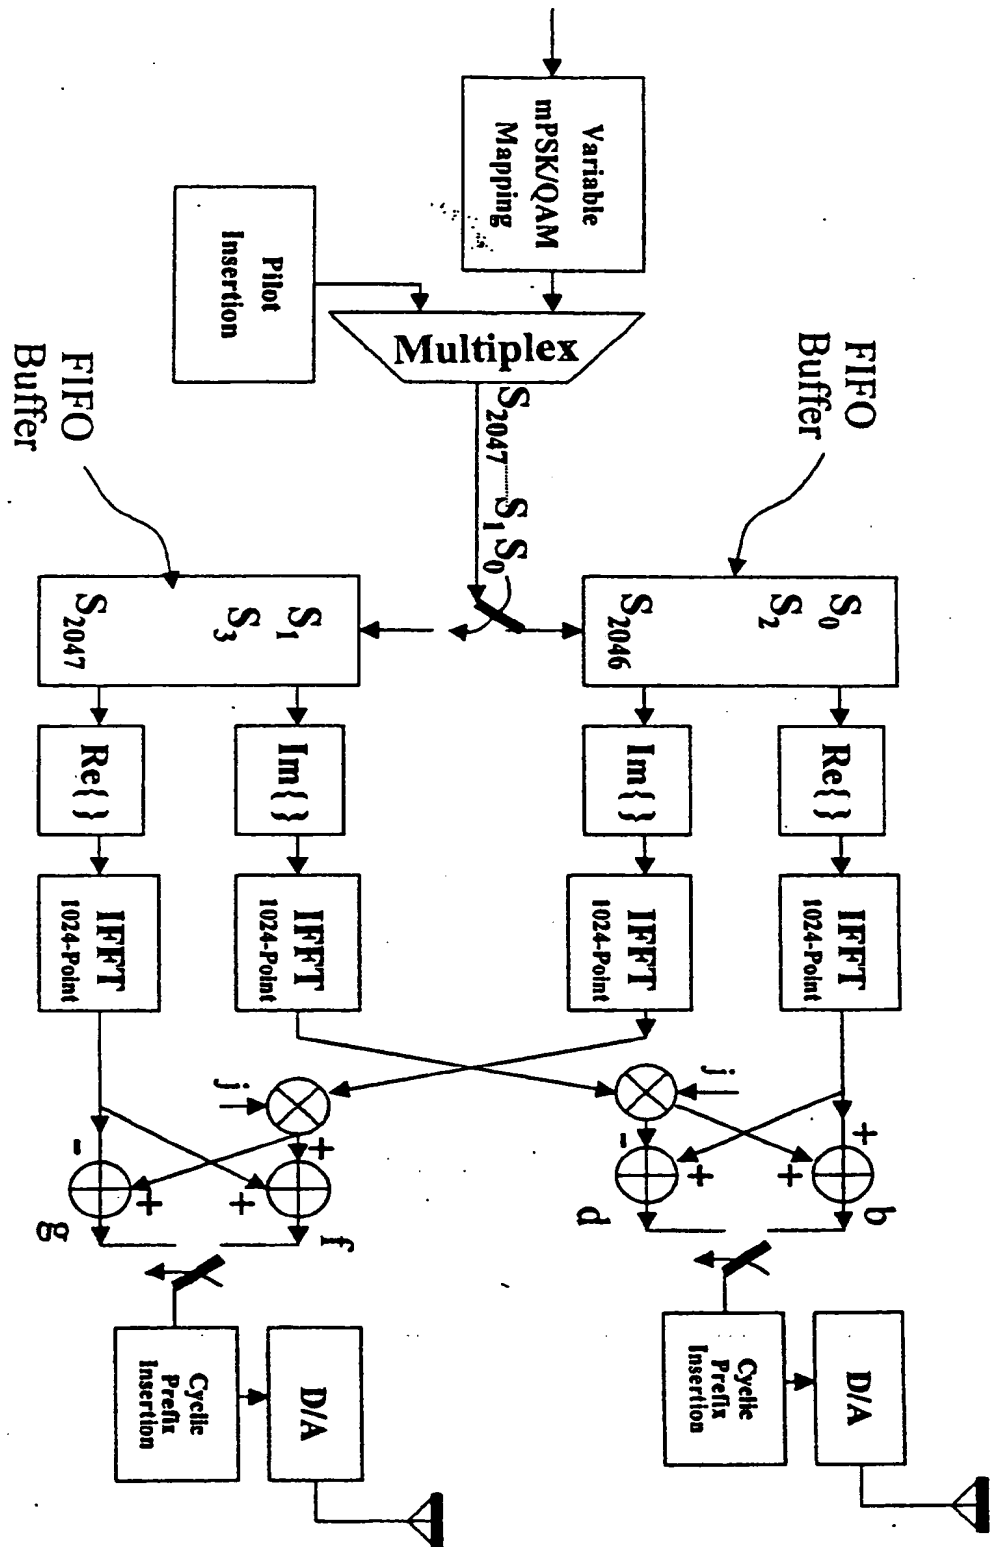 Variable
mPSK/QAM
Mapping
Pilot
Insertion
Multiplex
S2047 ........ S1 S0
FIFO
Buffer
FIFO
Buffer
S0
S2
S2046
S1
S3
S2047
Re{ }
Im{ }
Im{ }
Re{ }
IFFT
1024-Point
IFFT
1024-Point
IFFT
1024-Point
IFFT
1024-Point
j
j
+
+
-
+
+
+
-
+
b
d
f
g
Cyclic
Prefix
Insertion
D/A
Cyclic
Prefix
Insertion
D/A